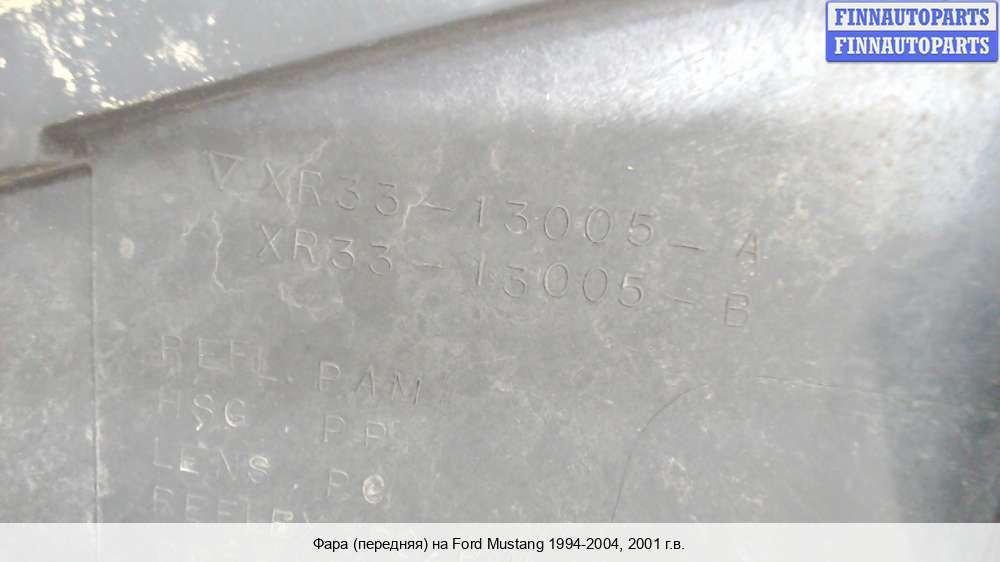 FINNAUTOPARTS
FINNAUTOPARTS
XR33-13005-A
XR33-13005-B
REFL. PAM
HSG PP
LENS PC
Фара (передняя) на Ford Mustang 1994-2004, 2001 г.в.